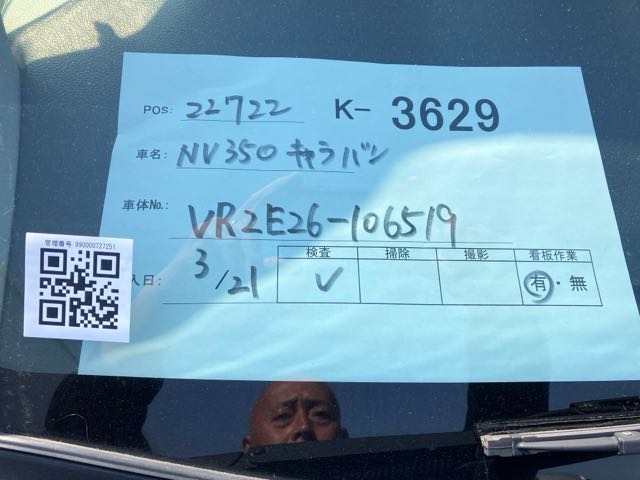 POS: 22722 K- 3629
車名: NV350 キャラバン
車体No.: VR2E26-106519
管理番号 990000727251
入日: 3/21
検査 掃除 撮影 看板作業
✓ 有・無